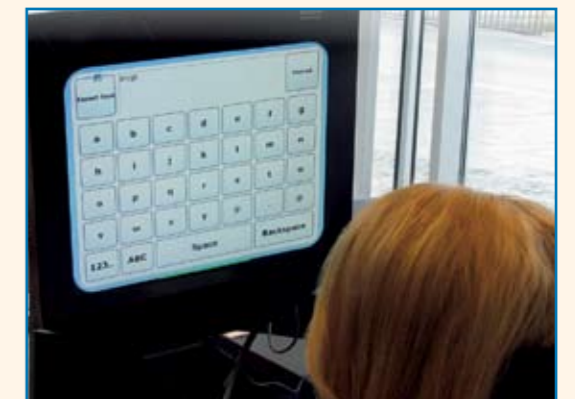 a b c d e f g
h i j k l m n
o p q r s t u
v w x y
123.. ABC Space Backspace